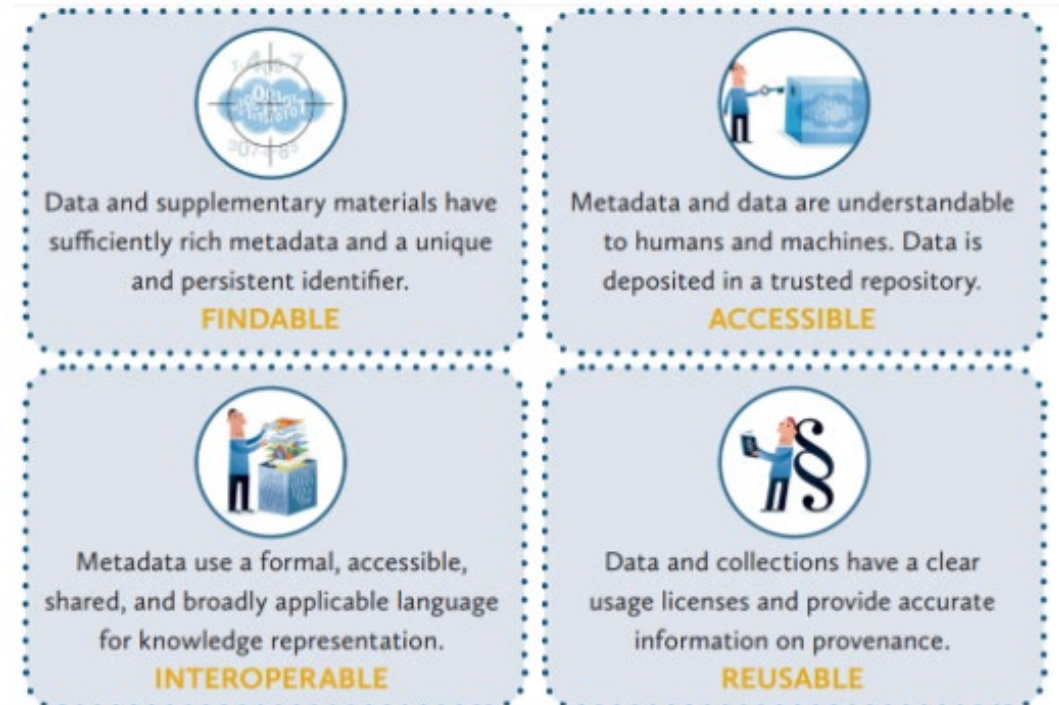 Data and supplementary materials have
sufficiently rich metadata and a unique
and persistent identifier.
FINDABLE
Metadata and data are understandable
to humans and machines. Data is
deposited in a trusted repository.
ACCESSIBLE
Metadata use a formal, accessible,
shared, and broadly applicable language
for knowledge representation.
INTEROPERABLE
Data and collections have a clear
usage licenses and provide accurate
information on provenance.
REUSABLE